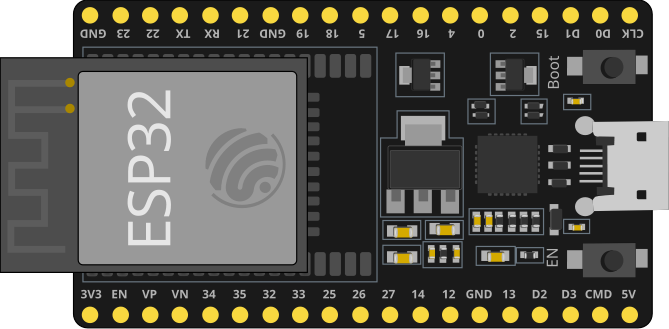 GND 23 22 TX RX 21 GND 19 18 5 17 16 4 0 2 15 D1 D0 CLK
Boot
ESP32
EN
3V3 EN VP VN 34 35 32 33 25 26 27 14 12 GND 13 D2 D3 CMD 5V